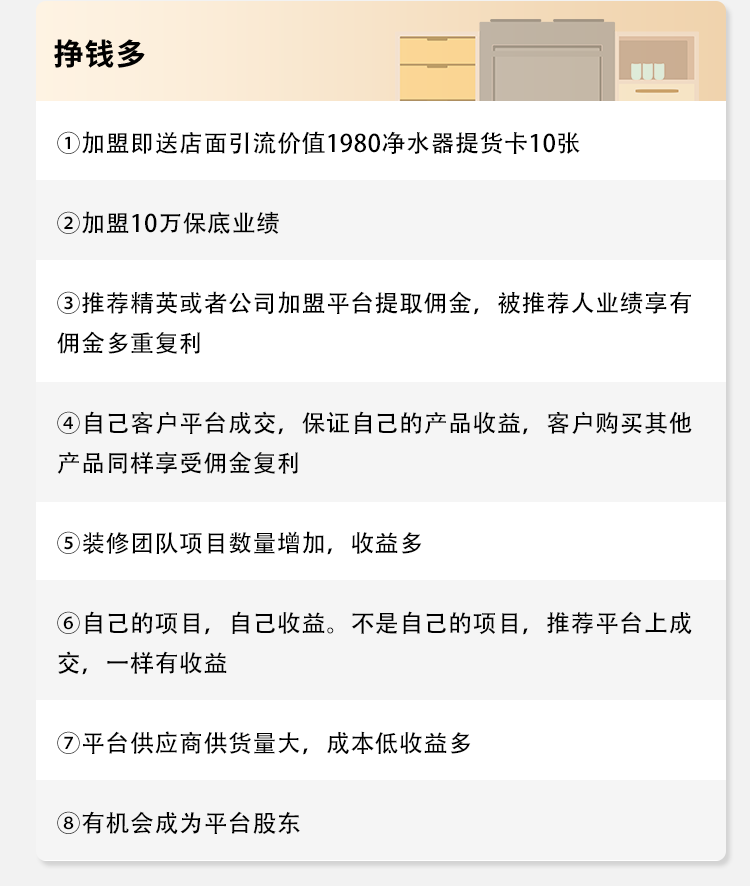 挣钱多
①加盟即送店面引流价值1980净水器提货卡10张
②加盟10万保底业绩
③推荐精英或者公司加盟平台提取佣金，被推荐人业绩享有
佣金多重复利
④自己客户平台成交，保证自己的产品收益，客户购买其他
产品同样享受佣金复利
⑤装修团队项目数量增加，收益多
⑥自己的项目，自己收益。不是自己的项目，推荐平台上成
交，一样有收益
⑦平台供应商供货量大，成本低收益多
⑧有机会成为平台股东